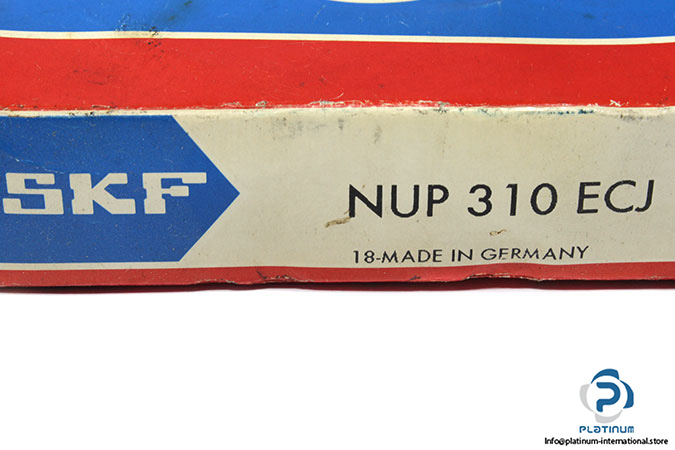 SKF
NUP 310 ECJ
18-MADE IN GERMANY
PLATINUM
Info@platinum-international.store